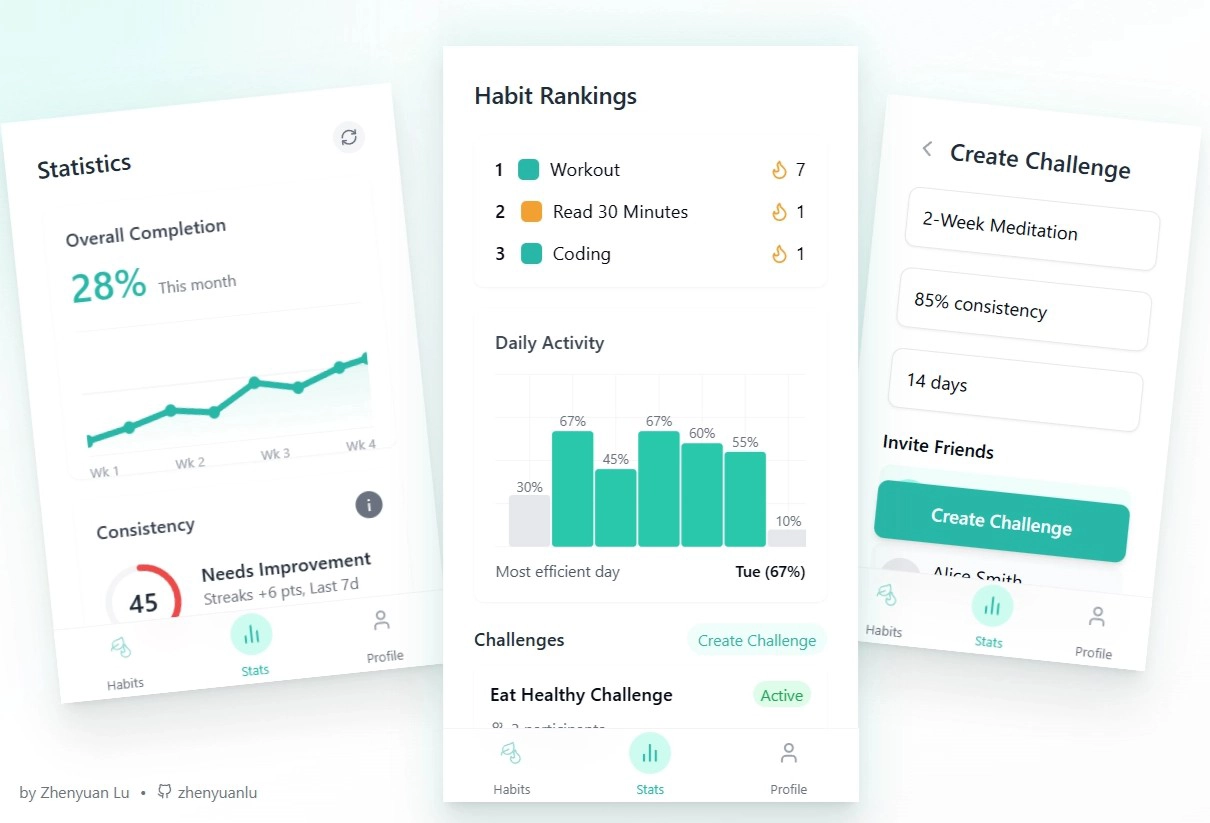 Statistics
Overall Completion
28% This month
Wk 1 Wk 2 Wk 3 Wk 4
Consistency
i
45
Needs Improvement
Streaks +6 pts, Last 7d
Habits
Stats
Profile
Habit Rankings
1 Workout 7
2 Read 30 Minutes 1
3 Coding 1
Daily Activity
30% 67% 45% 67% 60% 55% 10%
Most efficient day Tue (67%)
Challenges Create Challenge
Eat Healthy Challenge Active
2 participants
Habits Stats Profile
Create Challenge
2-Week Meditation
85% consistency
14 days
Invite Friends
Create Challenge
Alice Smith
Habits
Stats
Profile
by Zhenyuan Lu • zhenyuanlu